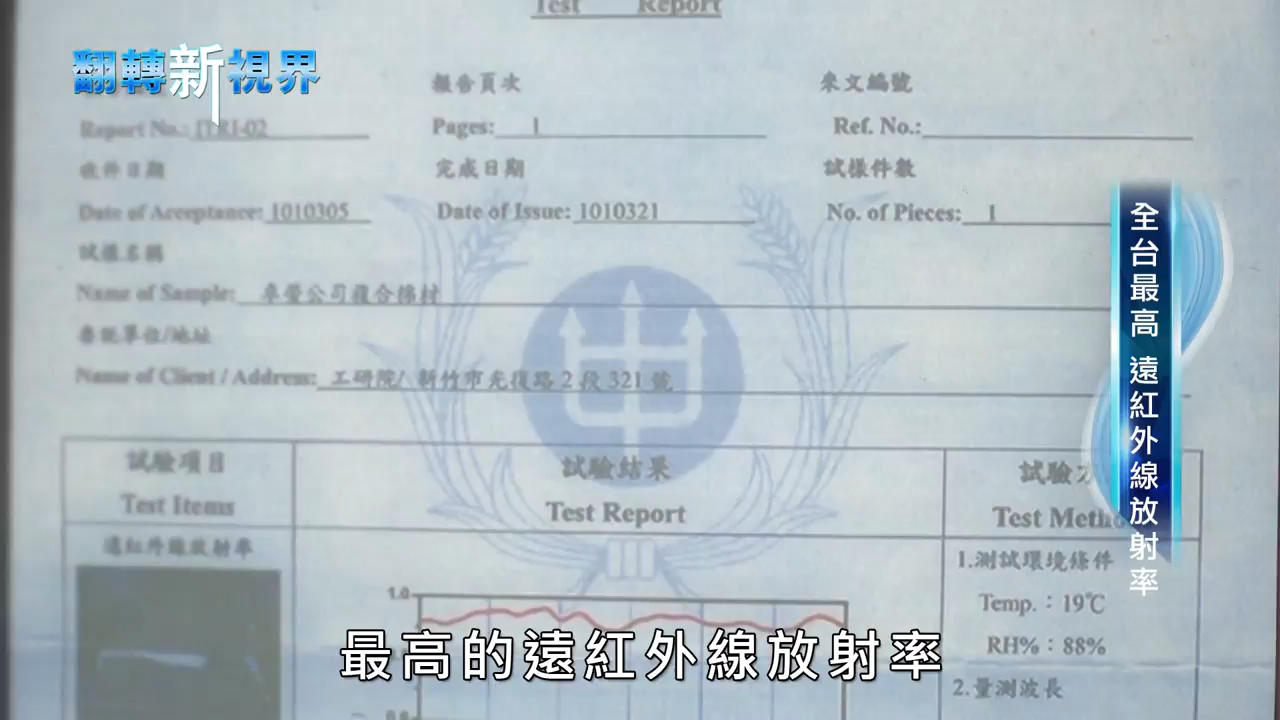 Test Report
翻轉新視界
報告頁次
來文編號
Report No.: ITRI-02
Pages: 1
Ref. No.:
收件日期
完成日期
試樣件數
Date of Acceptance: 1010305
Date of Issue: 1010321
No. of Pieces: 1
試樣名稱
Name of Sample:
公司複合棉材
委託單位/地址
Name of Client / Address: 工研院/ 新竹市光復路2段321號
全台最高 遠紅外線放射率
試驗項目
Test Items
試驗結果
Test Report
試驗
Test Metho
遠紅外線放射率
1.測試環境條件
Temp.:19℃
RH%:88%
2.量測波長
1.0
最高的遠紅外線放射率